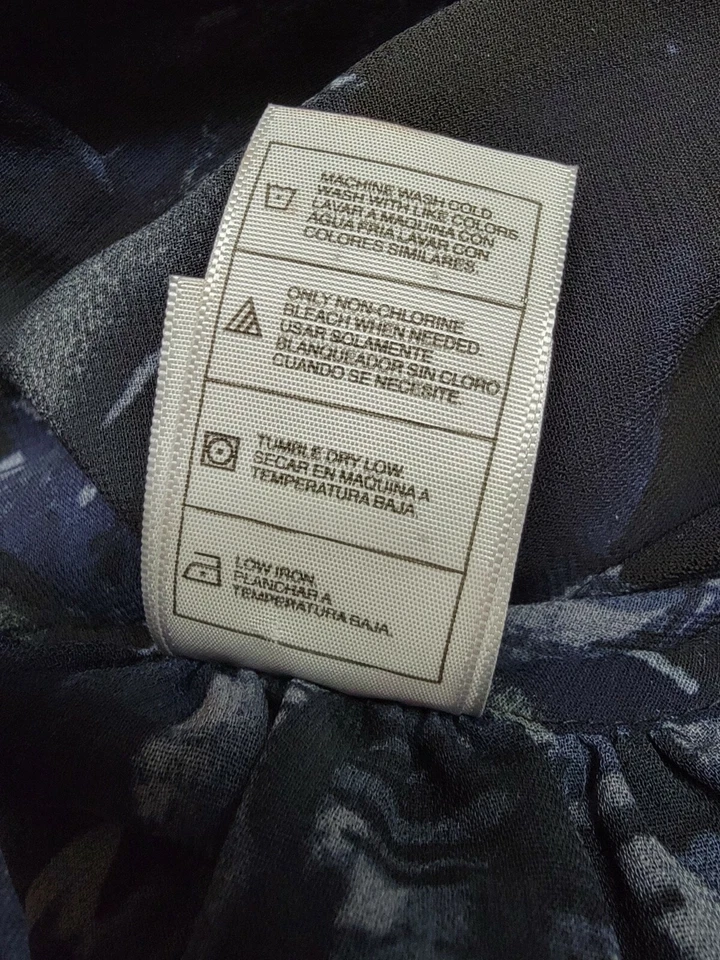 MACHINE WASH COLD
WASH WITH LIKE COLORS
LAVAR A MAQUINA CON
AGUA FRIA LAVAR CON
COLORES SIMILARES.
ONLY NON-CHLORINE
BLEACH WHEN NEEDED.
USAR SOLAMENTE
BLANQUEADOR SIN CLORO
CUANDO SE NECESITE
TUMBLE DRY LOW.
SECAR EN MAQUINA A
TEMPERATURA BAJA.
LOW IRON.
PLANCHAR A
TEMPERATURA BAJA.